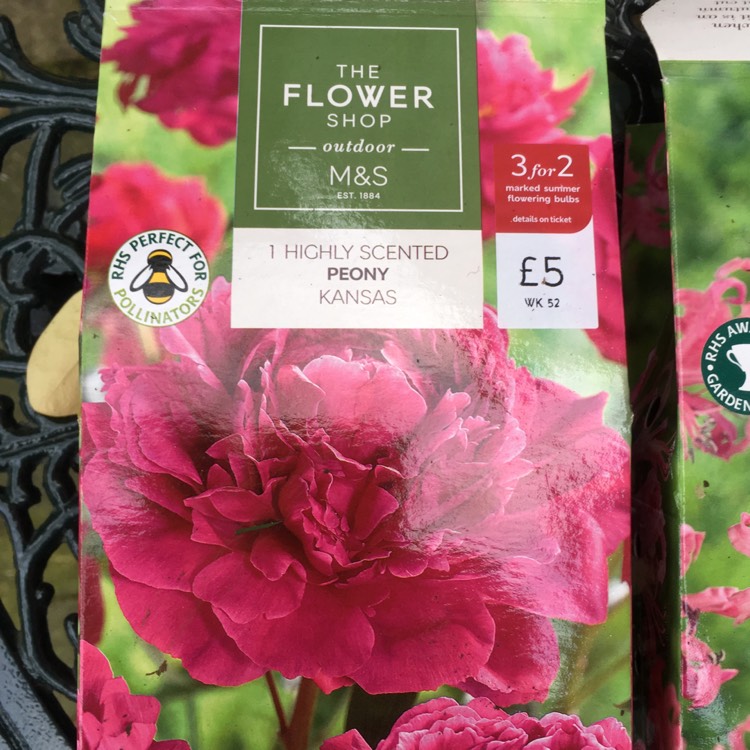 THE
FLOWER
SHOP
outdoor
M&S
EST. 1884
3 for 2
marked summer
flowering bulbs
details on ticket
1 HIGHLY SCENTED
PEONY
KANSAS
£5
WK 52
RHS PERFECT FOR
POLLINATORS
RHS AW
GARDEN